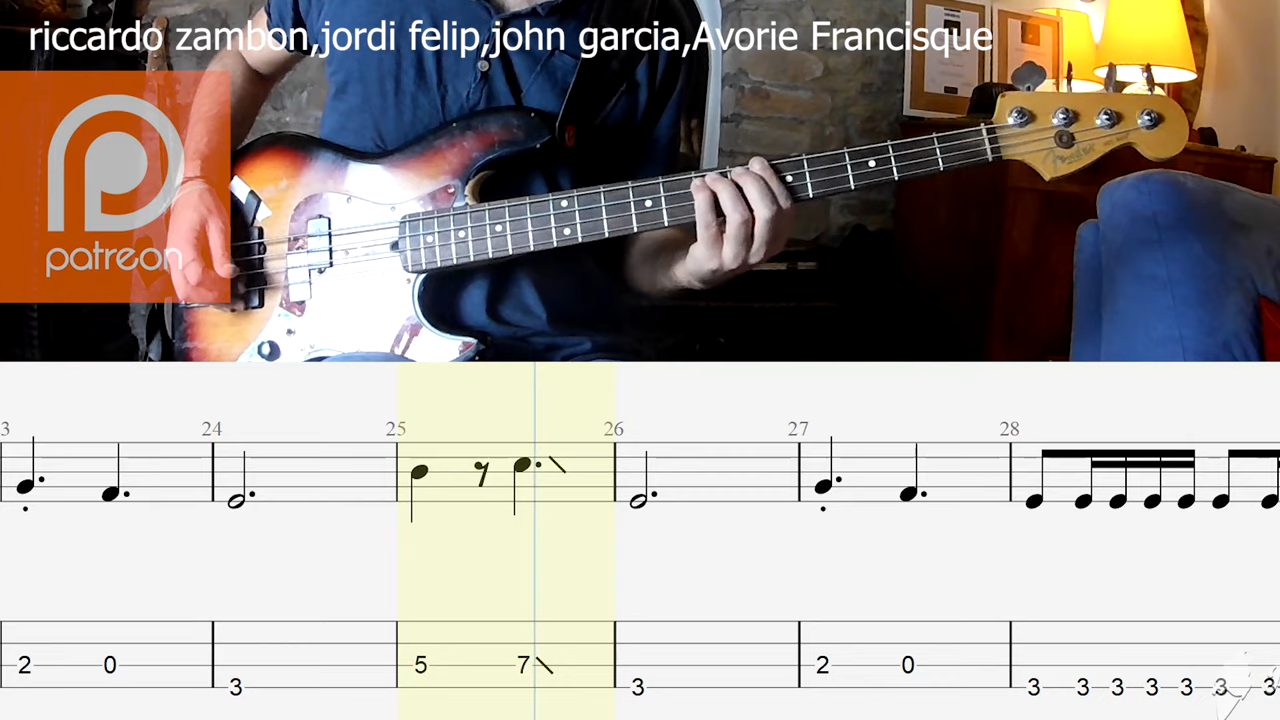 riccardo zambon,jordi felip,john garcia,Avorie Francisque
patreon
Fender
3 24 25 26 27 28
2 0 5 7 2 0
3 3 3 3 3 3 3 3 3